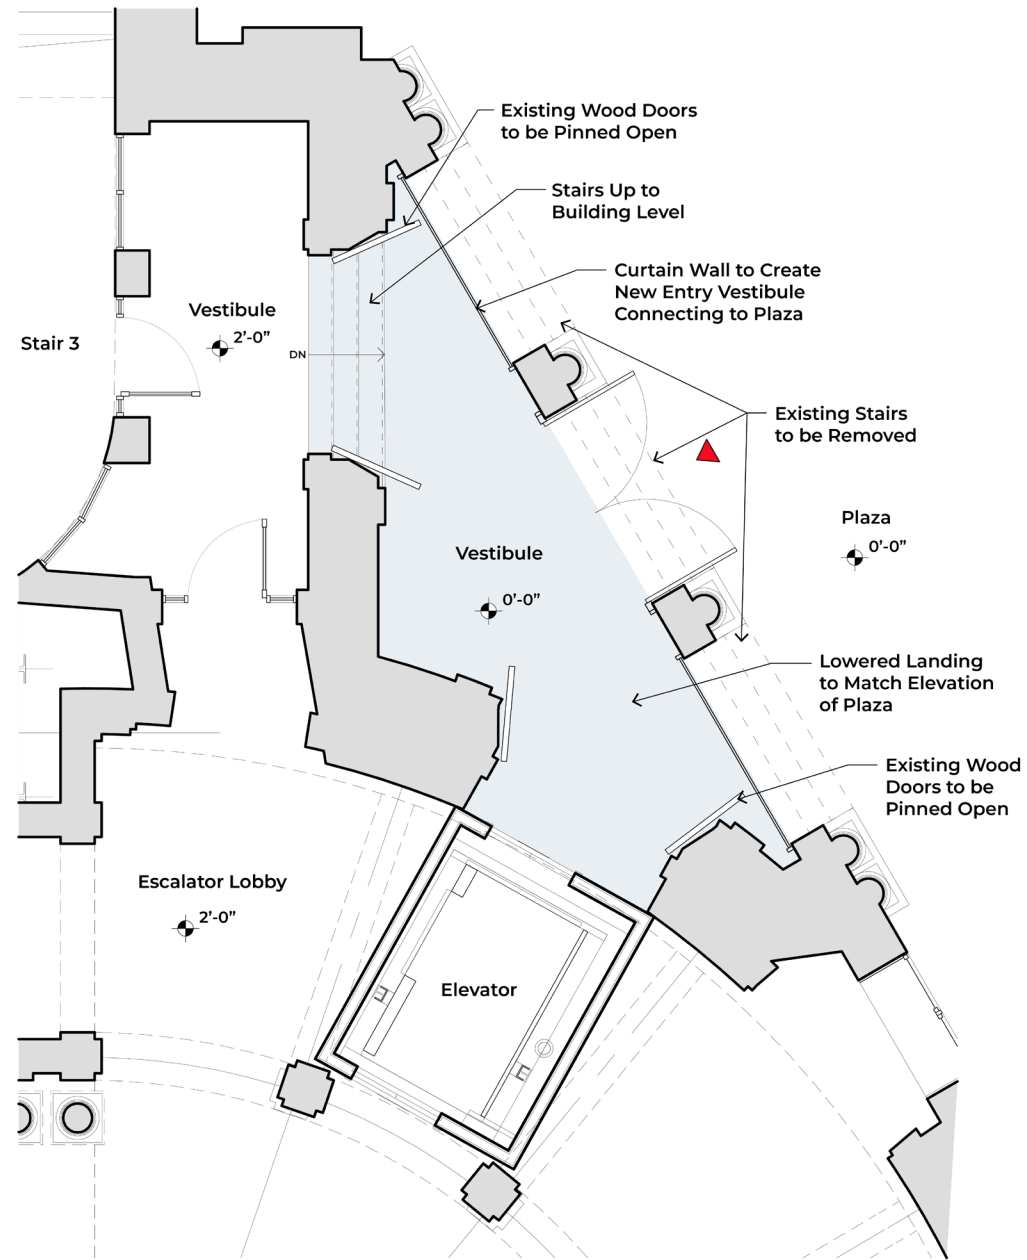 Existing Wood Doors
to be Pinned Open
Stairs Up to
Building Level
Curtain Wall to Create
New Entry Vestibule
Connecting to Plaza
Vestibule
2’-0”
Stair 3
DN
Existing Stairs
to be Removed
Plaza
0’-0”
Vestibule
0’-0”
Lowered Landing
to Match Elevation
of Plaza
Existing Wood
Doors to be
Pinned Open
Escalator Lobby
2’-0”
Elevator